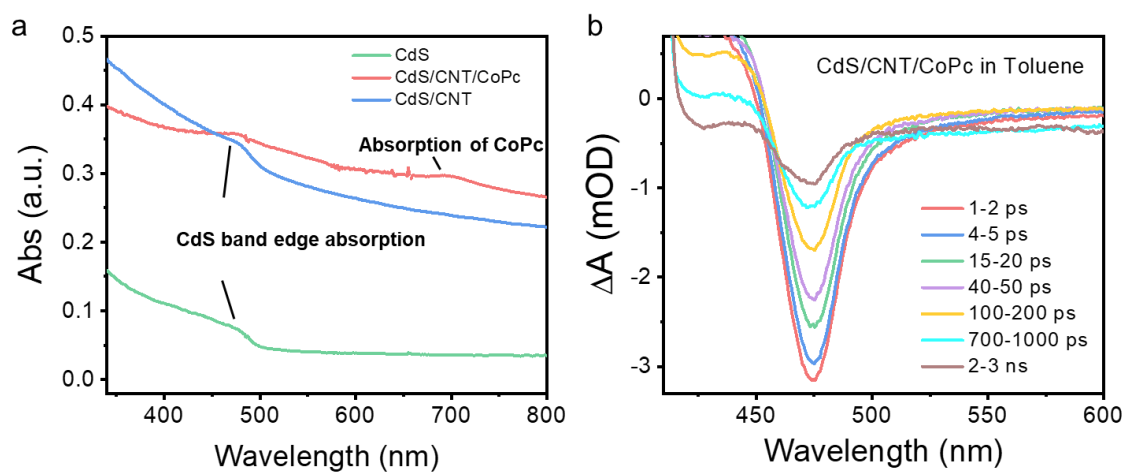 a
0.5
0.4
0.3
0.2
0.1
0.0
Abs (a.u.)
CdS
CdS/CNT/CoPc
CdS/CNT
Absorption of CoPc
CdS band edge absorption
400
500
600
700
800
Wavelength (nm)
b
0
-1
-2
-3
ΔA (mOD)
CdS/CNT/CoPc in Toluene
1-2 ps
4-5 ps
15-20 ps
40-50 ps
100-200 ps
700-1000 ps
2-3 ns
450
500
550
600
Wavelength (nm)